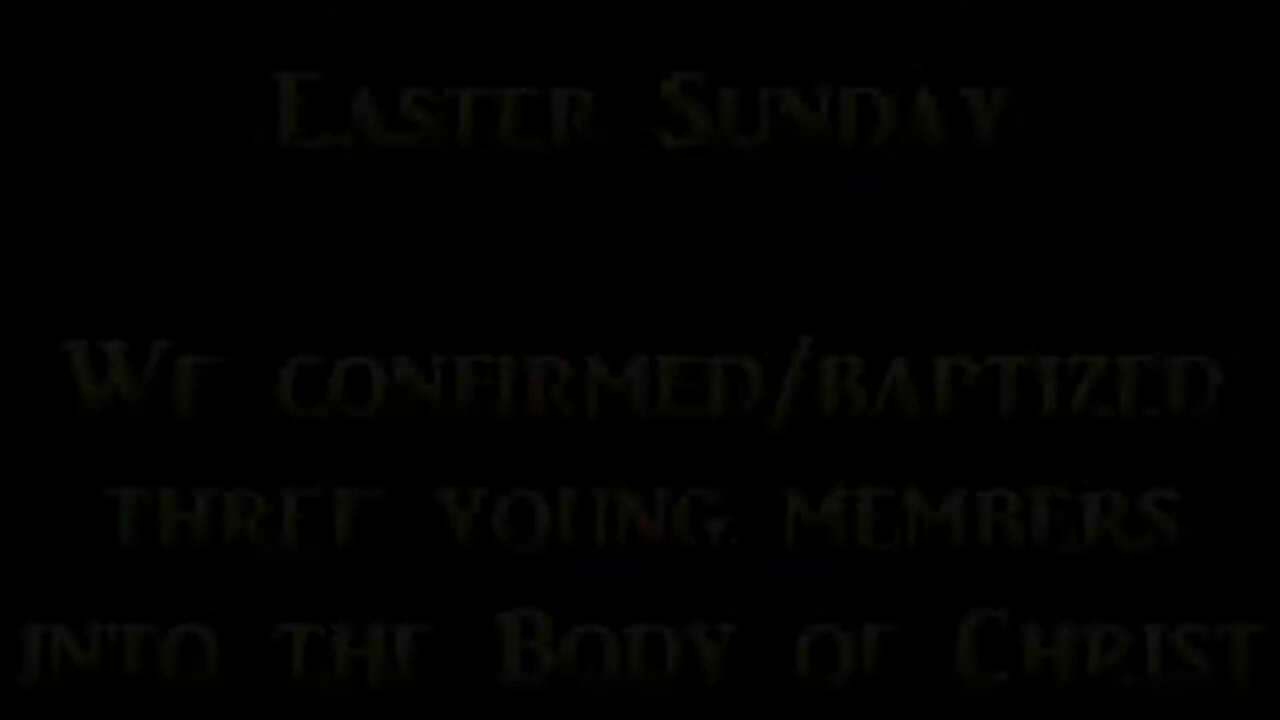 Easter Sunday
We confirmed/baptized
three young members
into the Body of Christ